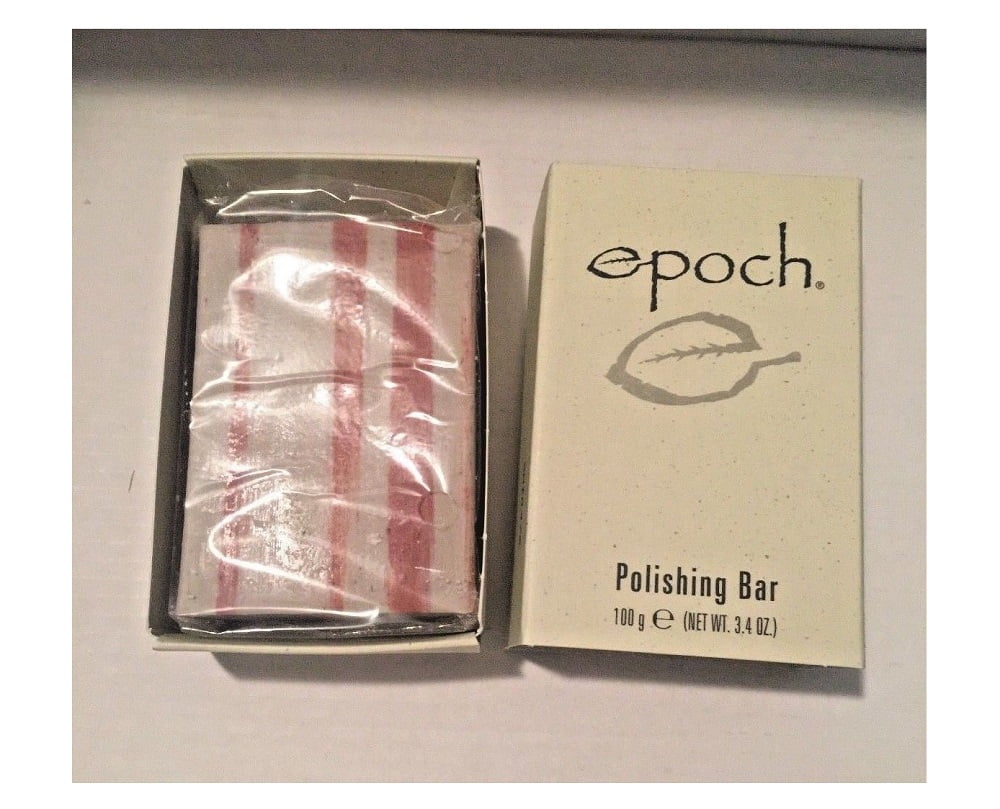 epoch®
Polishing Bar
100 g ℮ (NET WT. 3.4 OZ.)